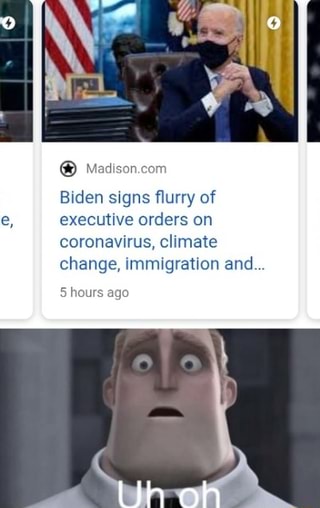 e,
Madison.com
Biden signs flurry of
executive orders on
coronavirus, climate
change, immigration and...
5 hours ago
Uh oh